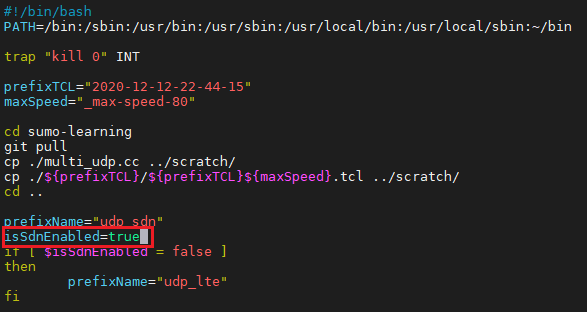 #!/bin/bash
PATH=/bin:/sbin:/usr/bin:/usr/sbin:/usr/local/bin:/usr/local/sbin:~/bin
trap "kill 0" INT
prefixTCL="2020-12-12-22-44-15"
maxSpeed="_max-speed-80"
cd sumo-learning
git pull
cp ./multi_udp.cc ../scratch/
cp ./${prefixTCL}/${prefixTCL}${maxSpeed}.tcl ../scratch/
cd ..
prefixName="udp_sdn"
isSdnEnabled=true
if [ $isSdnEnabled = false ]
then
        prefixName="udp_lte"
fi